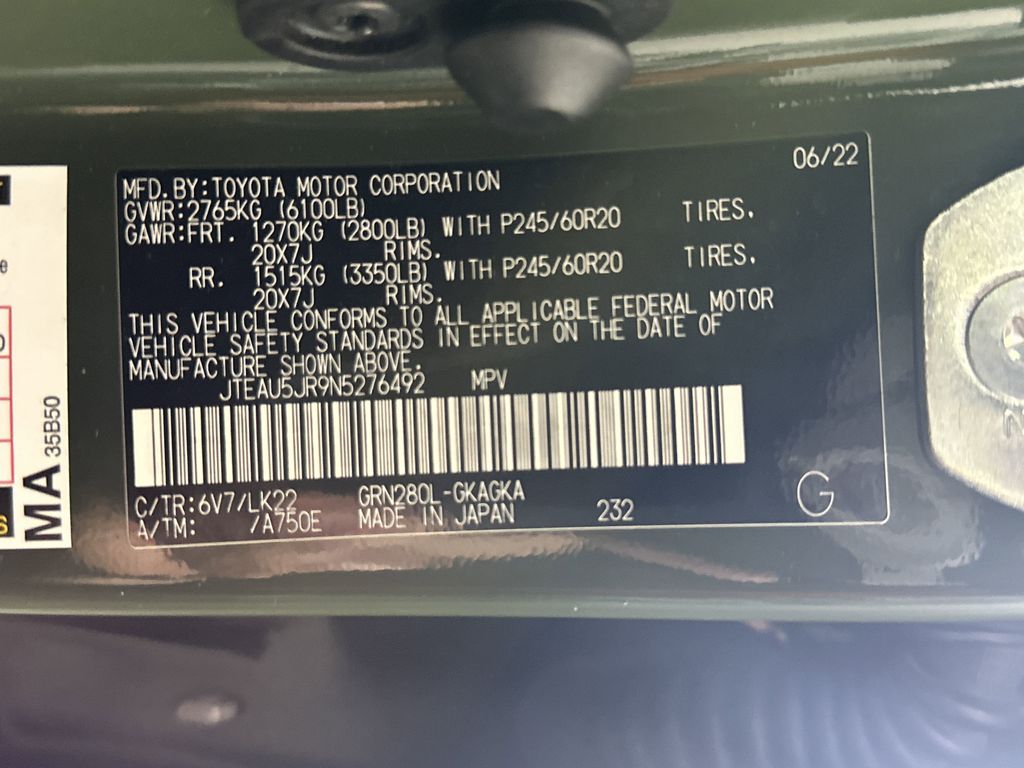 06/22
MFD. BY:TOYOTA MOTOR CORPORATION
GVWR:2765KG (6100LB)
GAWR:FRT. 1270KG (2800LB) WITH P245/60R20 TIRES,
20X7J RIMS.
RR. 1515KG (3350LB) WITH P245/60R20 TIRES,
20X7J RIMS.
THIS VEHICLE CONFORMS TO ALL APPLICABLE FEDERAL MOTOR
VEHICLE SAFETY STANDARDS IN EFFECT ON THE DATE OF
MANUFACTURE SHOWN ABOVE.
JTEAU5JR9N5276492 MPV
C/TR:6V7/LK22 GRN280L-GKAGKA
A/TM: /A750E MADE IN JAPAN 232
G
MA 35B50